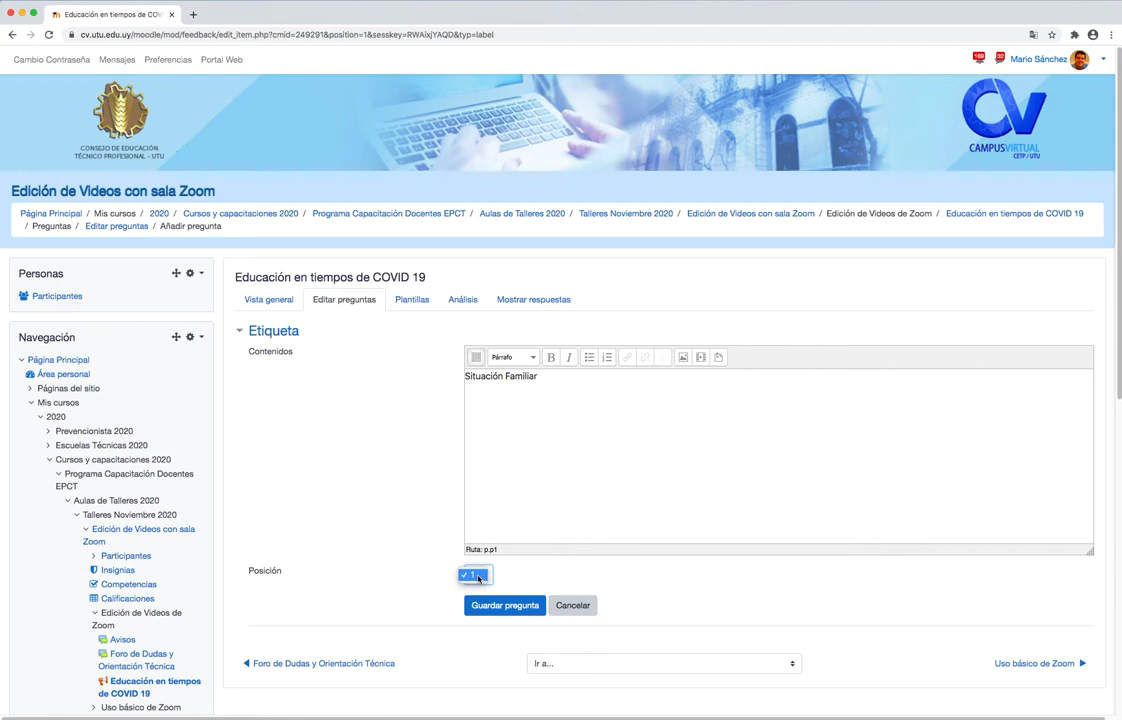 Educación en tiempos de COV
cv.utu.edu.uy/moodle/mod/feedback/edit_item.php?cmid=249291&position=1&sesskey=RWAixjYAQD&typ=label
Cambio Contraseña Mensajes Preferencias Portal Web
169 32 Mario Sánchez
CONSEJO DE EDUCACIÓN
TÉCNICO PROFESIONAL - UTU
CV
CAMPUSVIRTUAL
CETP/UTU
Edición de Videos con sala Zoom
Página Principal / Mis cursos / 2020 / Cursos y capacitaciones 2020 / Programa Capacitación Docentes EPCT / Aulas de Talleres 2020 / Talleres Noviembre 2020 / Edición de Videos con sala Zoom / Edición de Videos de Zoom / Educación en tiempos de COVID 19
/ Preguntas / Editar preguntas / Añadir pregunta
Personas
Participantes
Navegación
Página Principal
Área personal
Páginas del sitio
Mis cursos
2020
Prevencionista 2020
Escuelas Técnicas 2020
Cursos y capacitaciones 2020
Programa Capacitación Docentes
EPCT
Aulas de Talleres 2020
Talleres Noviembre 2020
Edición de Videos con sala
Zoom
Participantes
Insignias
Competencias
Calificaciones
Edición de Videos de
Zoom
Avisos
Foro de Dudas y
Orientación Técnica
Educación en tiempos
de COVID 19
Uso básico de Zoom
Educación en tiempos de COVID 19
Vista general Editar preguntas Plantillas Análisis Mostrar respuestas
Etiqueta
Contenidos
Párrafo B I
Situación Familiar
Ruta: p.p1
Posición
✓ 1
Guardar pregunta Cancelar
◀ Foro de Dudas y Orientación Técnica Ir a... Uso básico de Zoom ▶